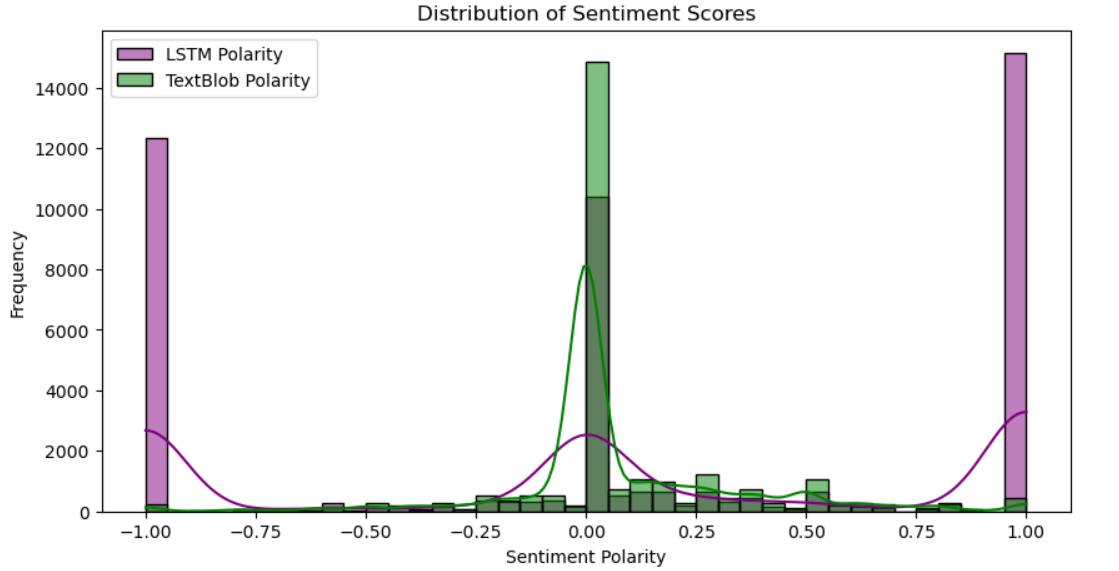 Distribution of Sentiment Scores
LSTM Polarity
TextBlob Polarity
Frequency
14000
12000
10000
8000
6000
4000
2000
0
−1.00 −0.75 −0.50 −0.25 0.00 0.25 0.50 0.75 1.00
Sentiment Polarity